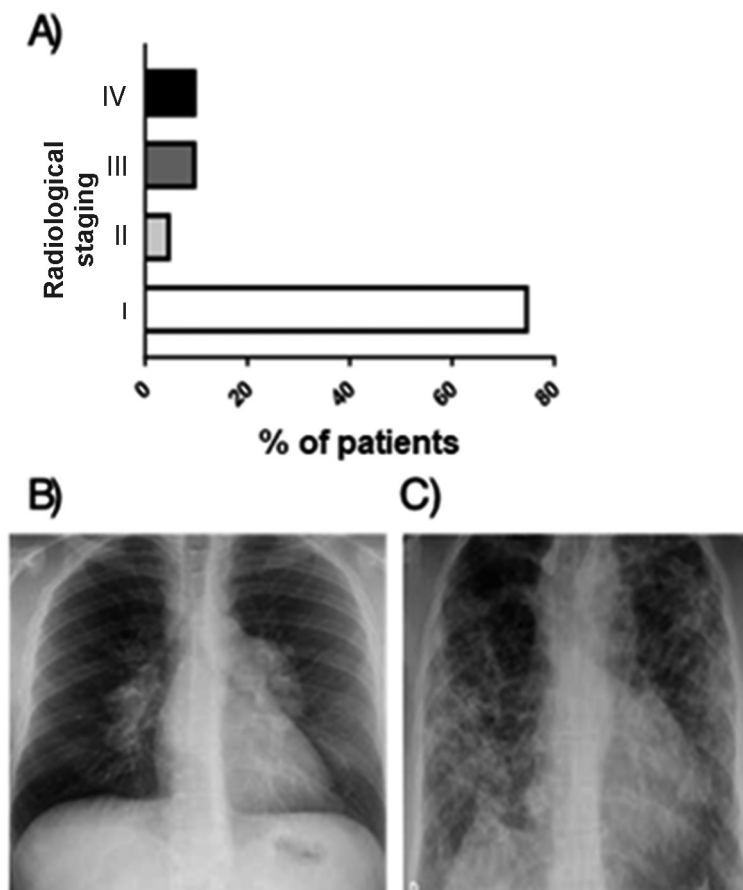 A)
IV
III
II
I
Radiological
staging
0 20 40 60 80
% of patients
B)
C)